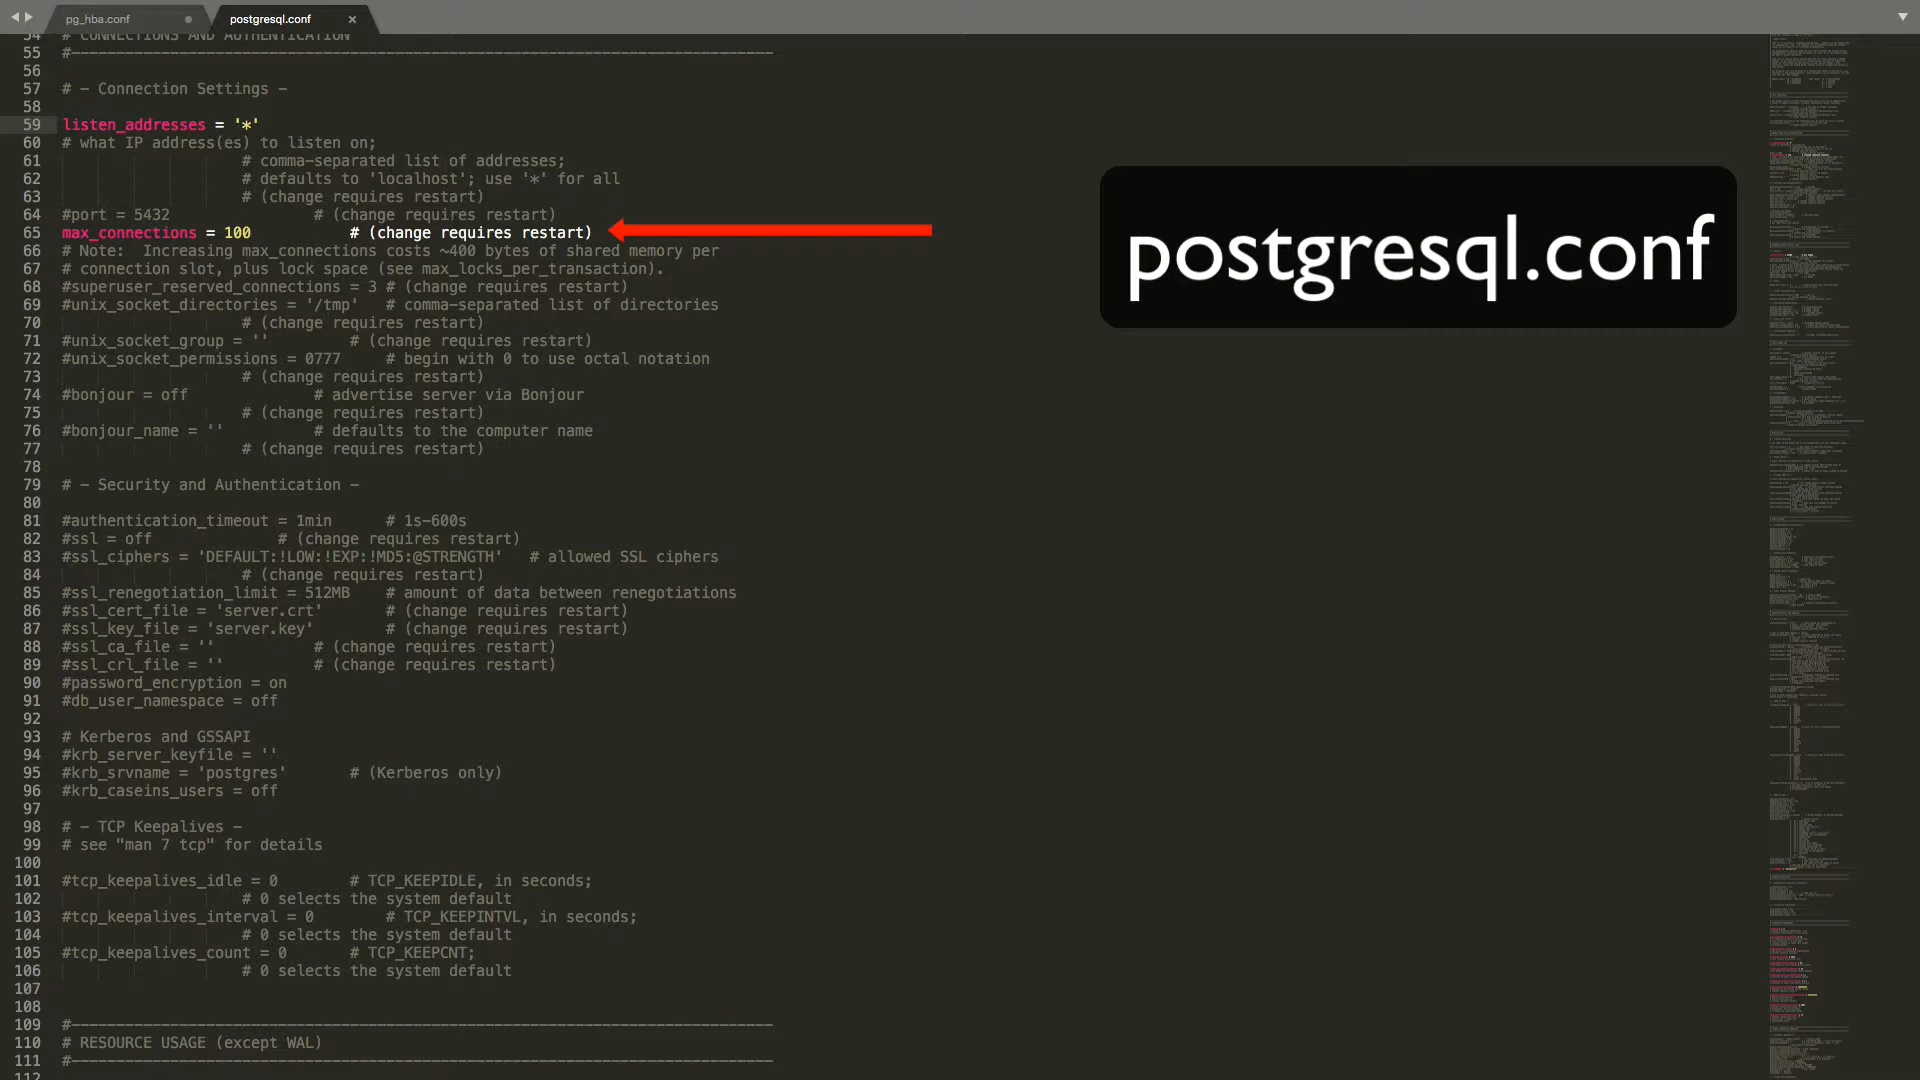 pg_hba.conf
postgresql.conf
54 # CONNECTIONS AND AUTHENTICATION
55 #------------------------------------------------------------------------------
56
57 # - Connection Settings -
58
59 listen_addresses = '*'
60 # what IP address(es) to listen on;
61 # comma-separated list of addresses;
62 # defaults to 'localhost'; use '*' for all
63 # (change requires restart)
64 #port = 5432 # (change requires restart)
65 max_connections = 100 # (change requires restart)
66 # Note:  Increasing max_connections costs ~400 bytes of shared memory per
67 # connection slot, plus lock space (see max_locks_per_transaction).
68 #superuser_reserved_connections = 3 # (change requires restart)
69 #unix_socket_directories = '/tmp' # comma-separated list of directories
70 # (change requires restart)
71 #unix_socket_group = '' # (change requires restart)
72 #unix_socket_permissions = 0777 # begin with 0 to use octal notation
73 # (change requires restart)
74 #bonjour = off # advertise server via Bonjour
75 # (change requires restart)
76 #bonjour_name = '' # defaults to the computer name
77 # (change requires restart)
78
79 # - Security and Authentication -
80
81 #authentication_timeout = 1min # 1s-600s
82 #ssl = off # (change requires restart)
83 #ssl_ciphers = 'DEFAULT:!LOW:!EXP:!MD5:@STRENGTH' # allowed SSL ciphers
84 # (change requires restart)
85 #ssl_renegotiation_limit = 512MB # amount of data between renegotiations
86 #ssl_cert_file = 'server.crt' # (change requires restart)
87 #ssl_key_file = 'server.key' # (change requires restart)
88 #ssl_ca_file = '' # (change requires restart)
89 #ssl_crl_file = '' # (change requires restart)
90 #password_encryption = on
91 #db_user_namespace = off
92
93 # Kerberos and GSSAPI
94 #krb_server_keyfile = ''
95 #krb_srvname = 'postgres' # (Kerberos only)
96 #krb_caseins_users = off
97
98 # - TCP Keepalives -
99 # see "man 7 tcp" for details
100
101 #tcp_keepalives_idle = 0 # TCP_KEEPIDLE, in seconds;
102 # 0 selects the system default
103 #tcp_keepalives_interval = 0 # TCP_KEEPINTVL, in seconds;
104 # 0 selects the system default
105 #tcp_keepalives_count = 0 # TCP_KEEPCNT;
106 # 0 selects the system default
107
108
109 #------------------------------------------------------------------------------
110 # RESOURCE USAGE (except WAL)
111 #------------------------------------------------------------------------------
112
postgresql.conf